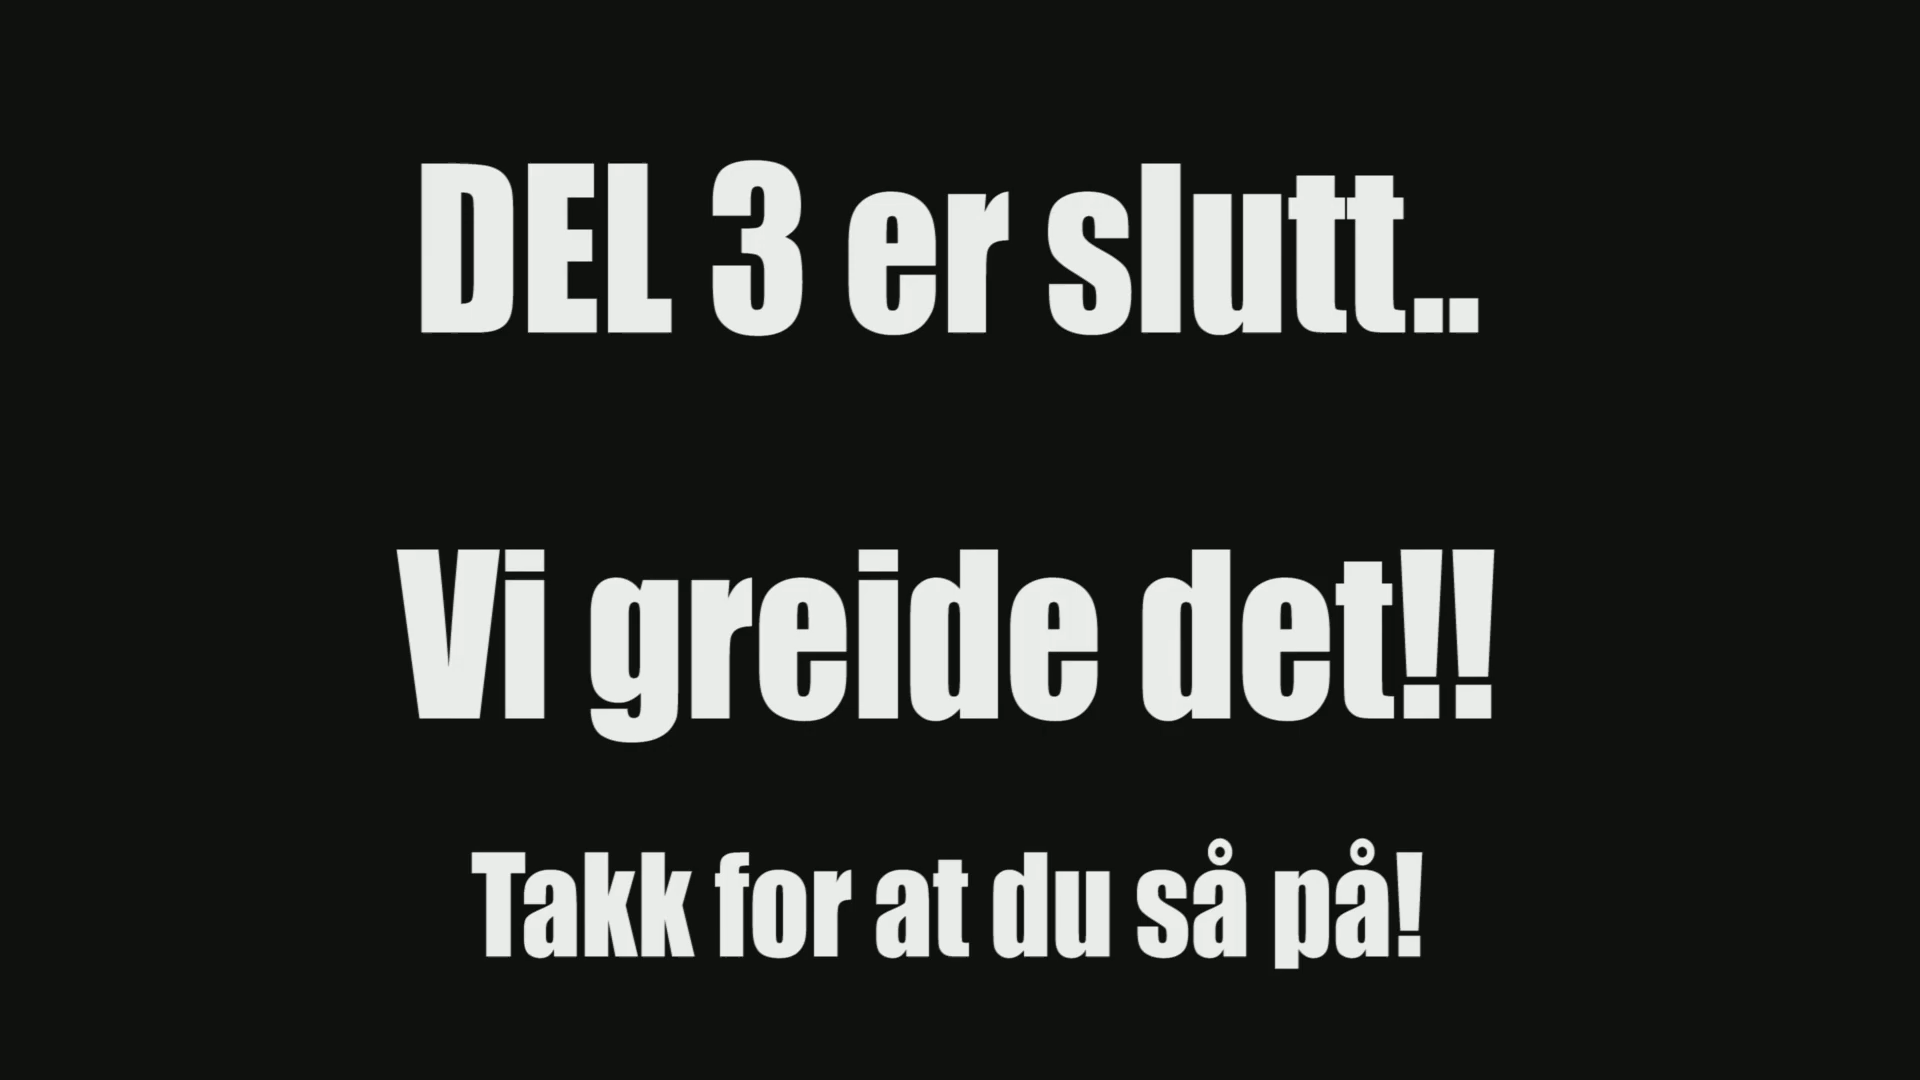 DEL 3 er slutt..
Vi greide det!!
Takk for at du så på!